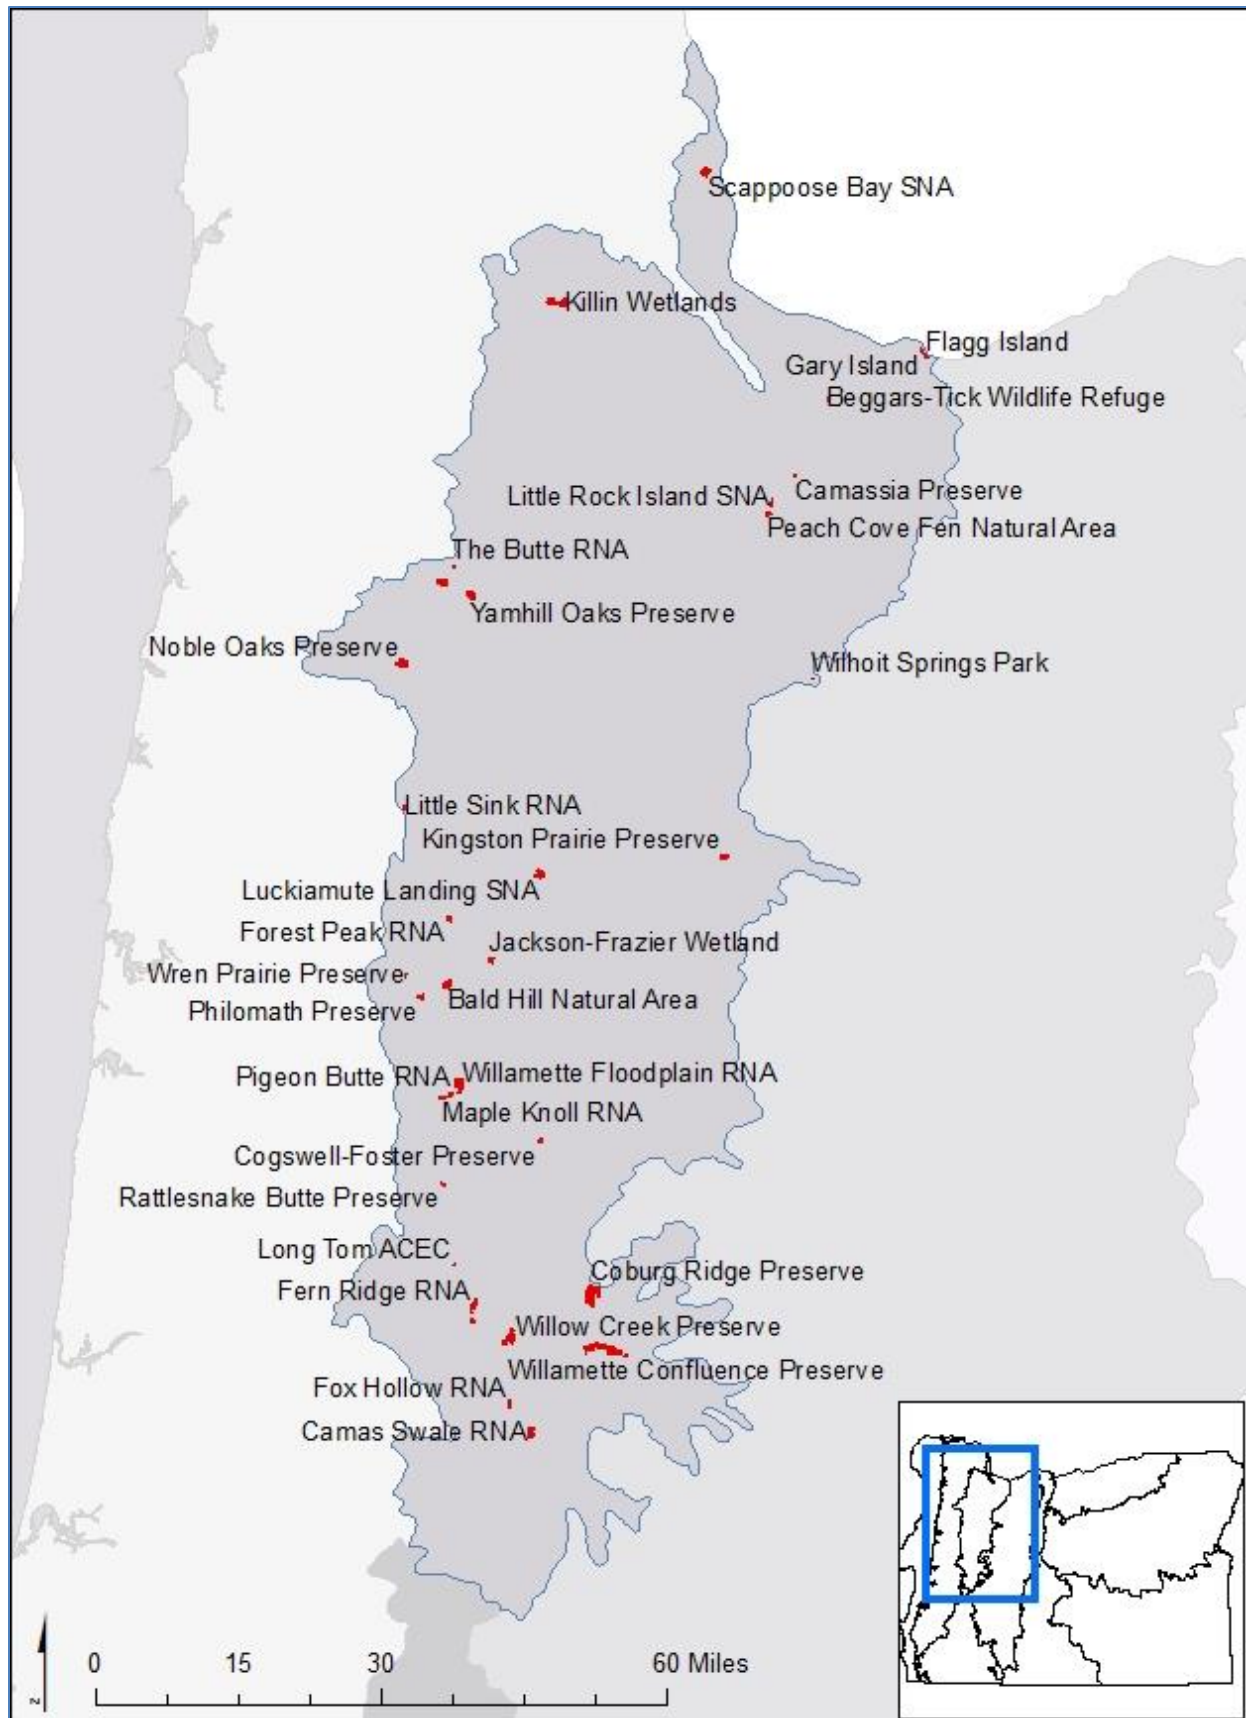 Scappoose Bay SNA
Killin Wetlands
Flagg Island
Gary Island
Beggars-Tick Wildlife Refuge
Camassia Preserve
Little Rock Island SNA
Peach Cove Fen Natural Area
The Butte RNA
Yamhill Oaks Preserve
Noble Oaks Preserve
Wilhoit Springs Park
Little Sink RNA
Kingston Prairie Preserve
Luckiamute Landing SNA
Forest Peak RNA
Jackson-Frazier Wetland
Wren Prairie Preserve
Bald Hill Natural Area
Philomath Preserve
Pigeon Butte RNA
Willamette Floodplain RNA
Maple Knoll RNA
Cogswell-Foster Preserve
Rattlesnake Butte Preserve
Long Tom ACEC
Coburg Ridge Preserve
Fern Ridge RNA
Willow Creek Preserve
Willamette Confluence Preserve
Fox Hollow RNA
Camas Swale RNA
0 15 30 60 Miles
N